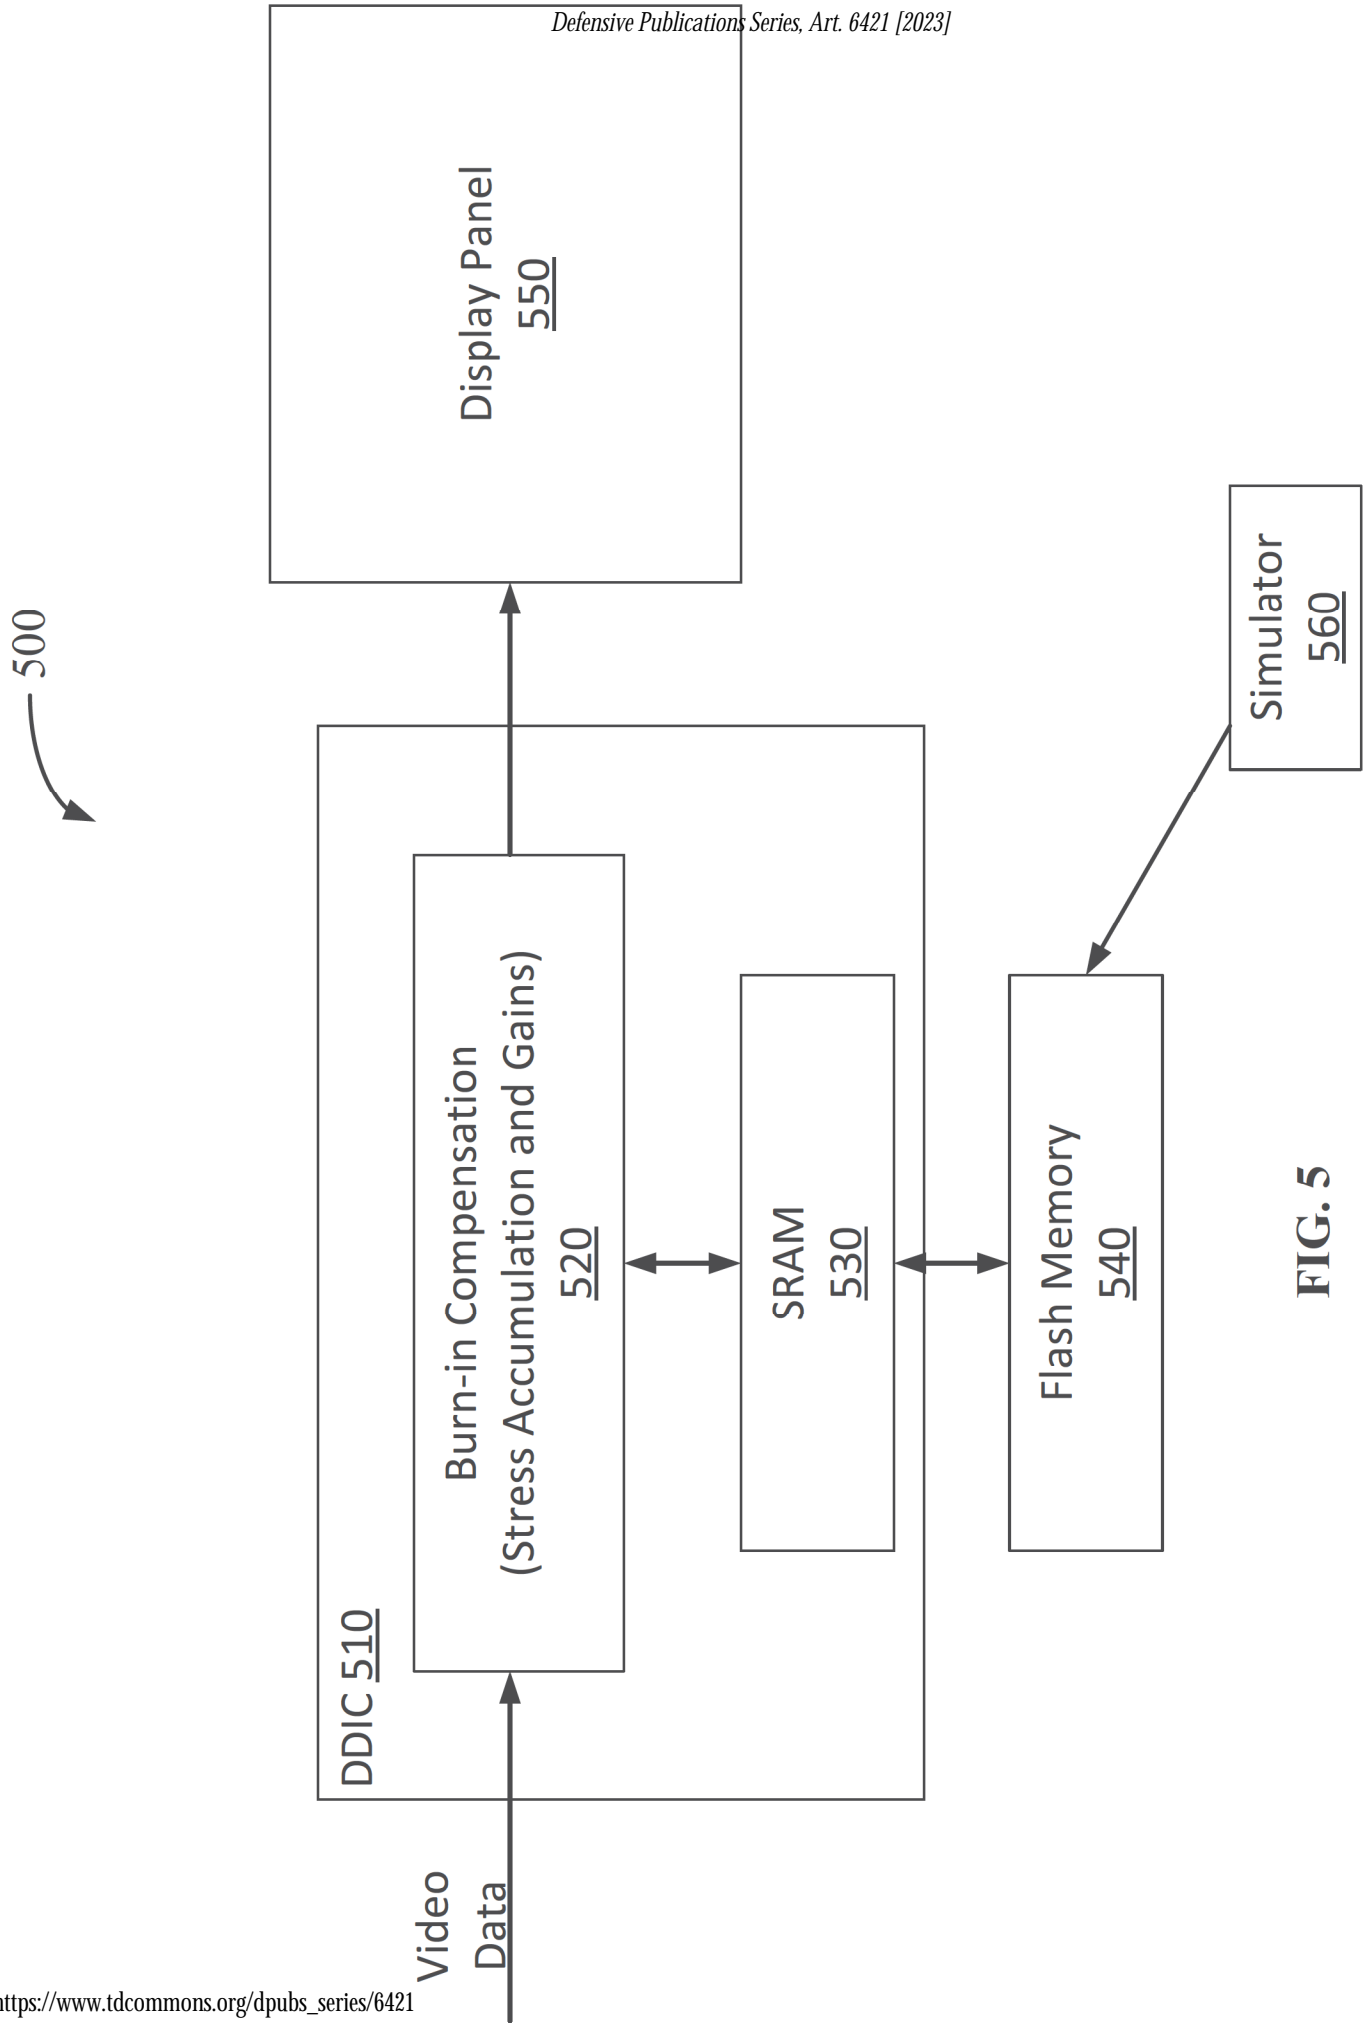 Defensive Publications Series, Art. 6421 [2023]
500
Display Panel
550
DDIC 510
Burn-in Compensation
(Stress Accumulation and Gains)
520
Video
Data
SRAM
530
Flash Memory
540
Simulator
560
FIG. 5
https://www.tdcommons.org/dpubs_series/6421